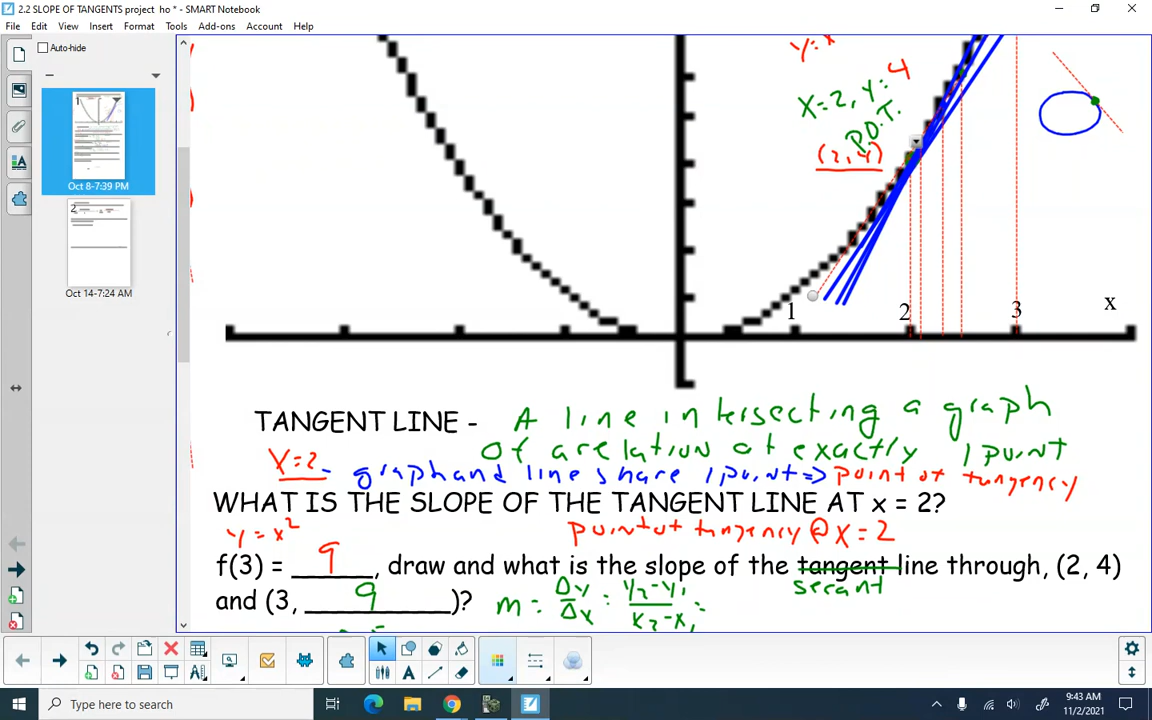 2.2 SLOPE OF TANGENTS project ho * - SMART Notebook
File Edit View Insert Format Tools Add-ons Account Help
Auto-hide
1
Oct 8-7:39 PM
2
Oct 14-7:24 AM
x=2, y=4
P.O.T.
(2,4)
1 2 3 x
TANGENT LINE - A line intersecting a graph
of a relation at exactly 1 point
x=2 - graph and line share 1 point => point of tangency
WHAT IS THE SLOPE OF THE TANGENT LINE AT x = 2?
y = x² point of tangency @ x = 2
f(3) = 9, draw and what is the slope of the tangent line through, (2, 4)
secant
and (3, 9)? m = Δy/Δx = y₂-y₁/x₂-x₁ =
Type here to search
9:43 AM
11/2/2021